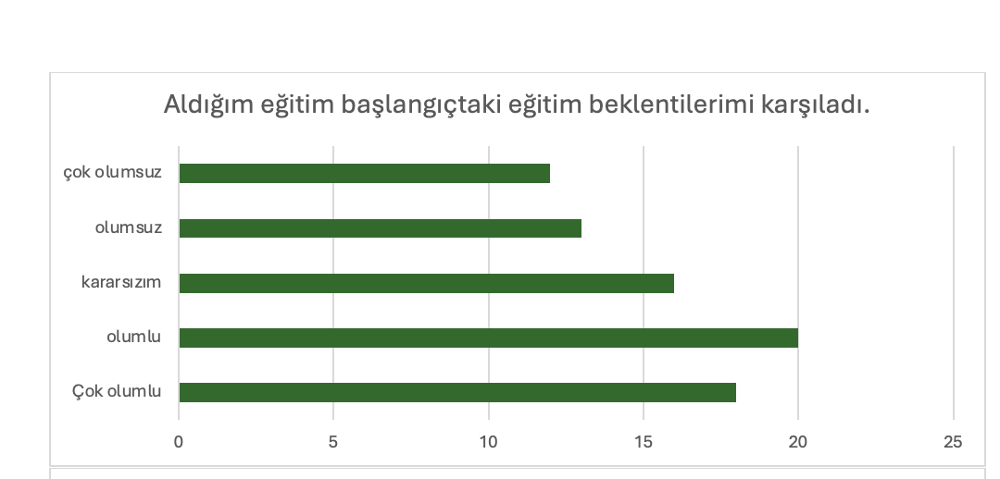 Aldığım eğitim başlangıçtaki eğitim beklentilerimi karşıladı.
çok olumsuz
olumsuz
kararsızım
olumlu
Çok olumlu
0 5 10 15 20 25